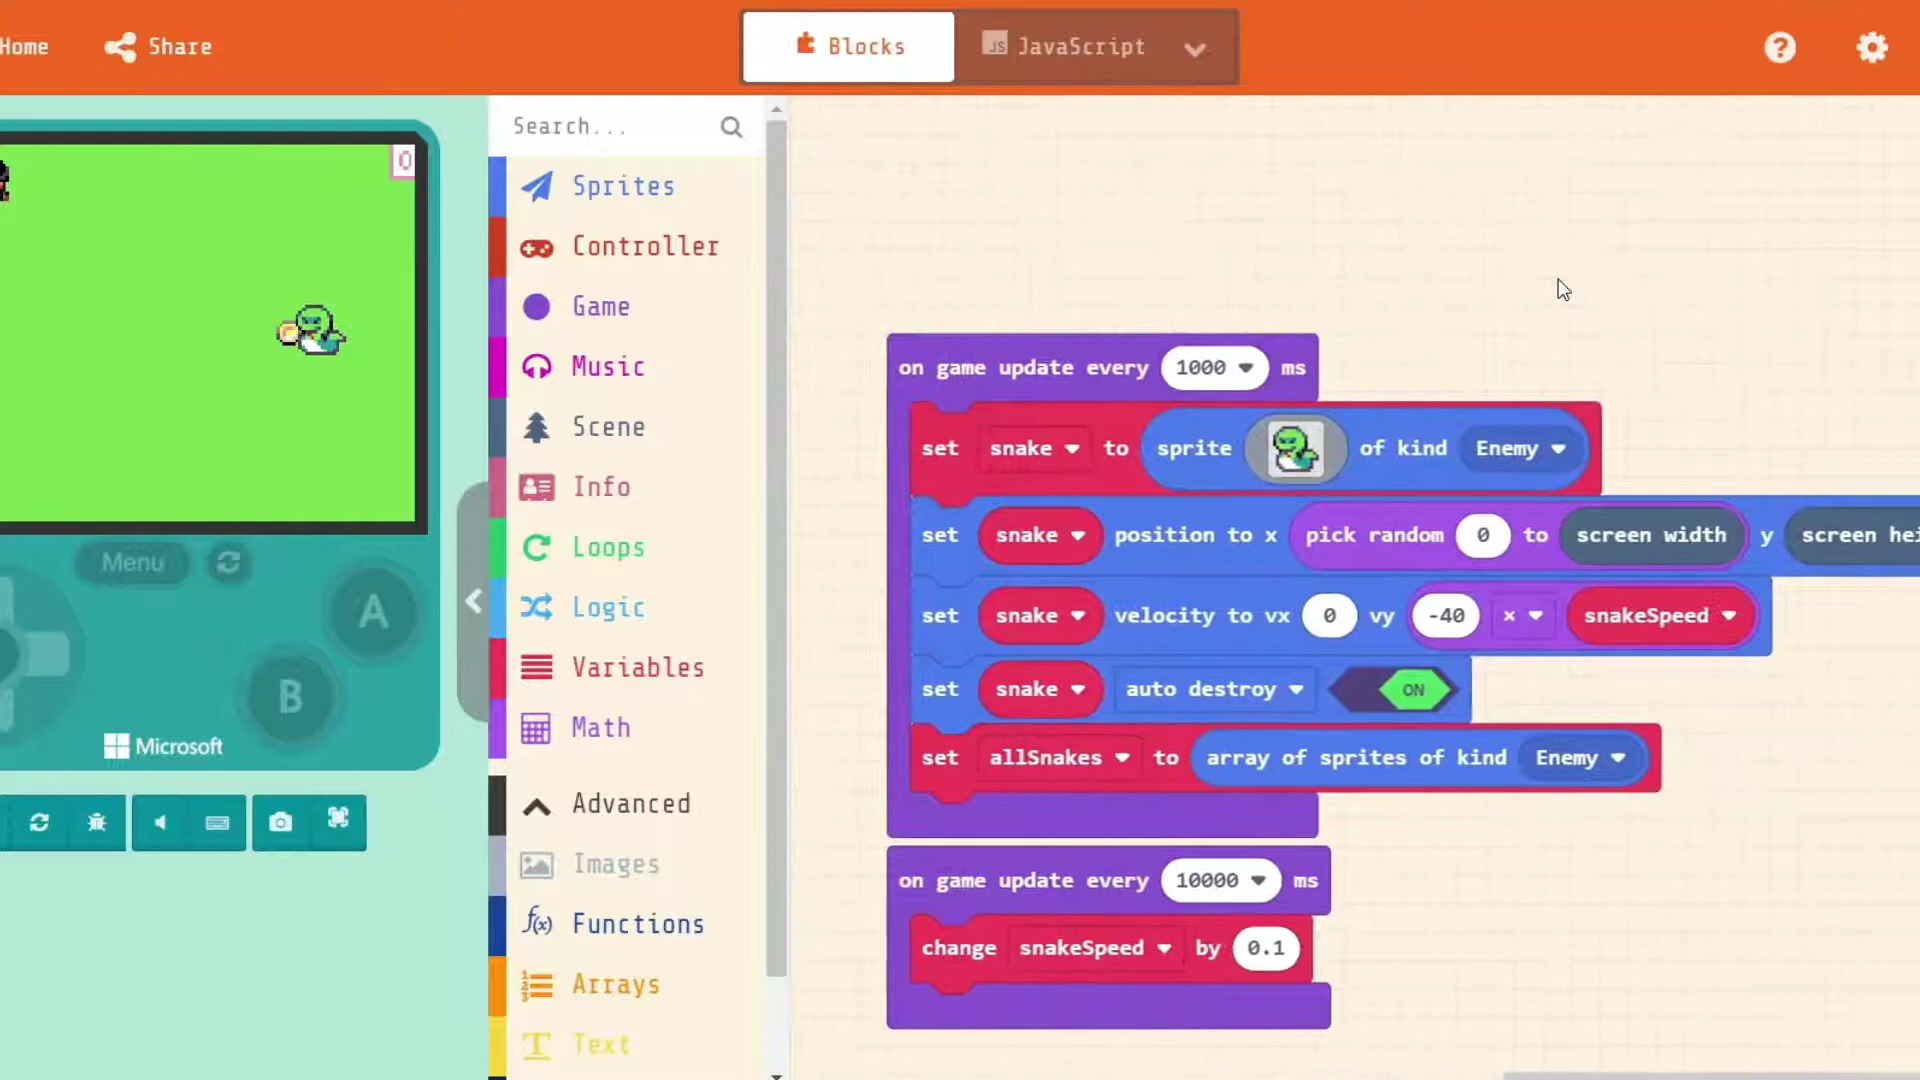 Home
Share
Blocks
JS JavaScript
0
Menu
A
B
Microsoft
Search...
Sprites
Controller
Game
Music
Scene
Info
Loops
Logic
Variables
Math
Advanced
Images
f(x) Functions
Arrays
Text
on game update every 1000 ms
set snake to sprite of kind Enemy
set snake position to x pick random 0 to screen width y screen hei
set snake velocity to vx 0 vy -40 × snakeSpeed
set snake auto destroy ON
set allSnakes to array of sprites of kind Enemy
on game update every 10000 ms
change snakeSpeed by 0.1